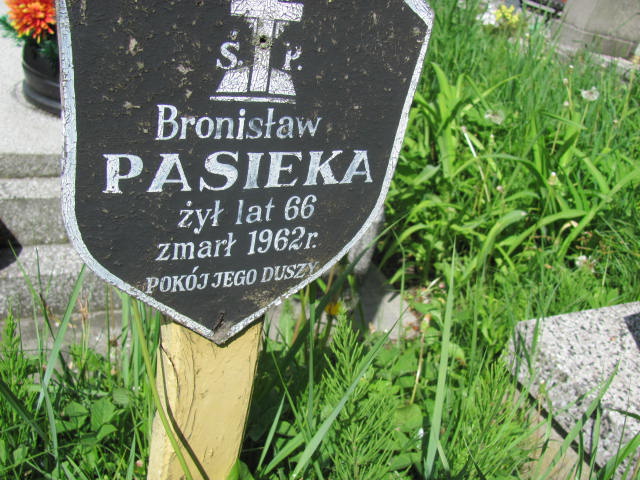 Ś. P.
Bronisław
PASIEKA
żył lat 66
zmarł 1962r.
POKÓJ JEGO DUSZY